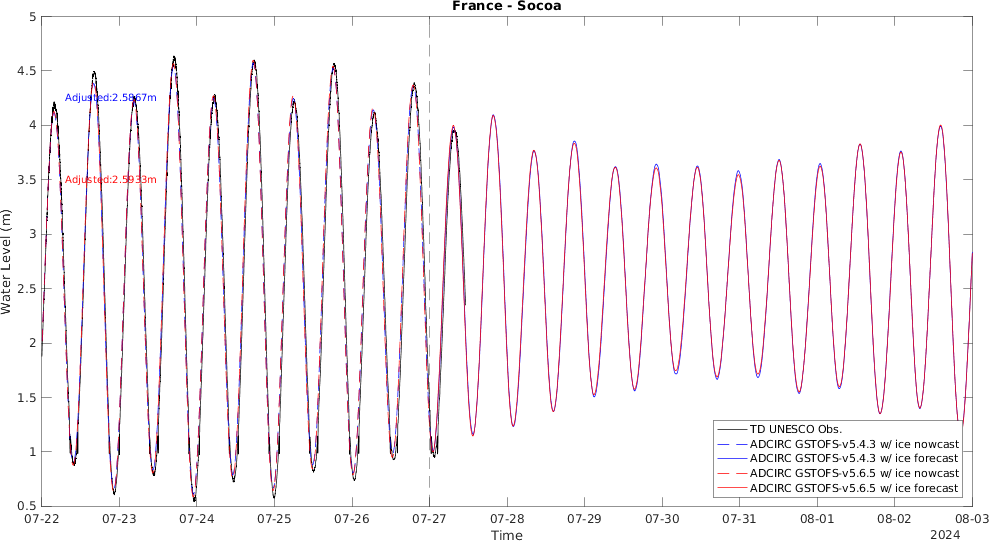 France - Socoa
5
4.5
4
3.5
3
2.5
2
1.5
1
0.5
Water Level (m)
Adjusted:2.5867m
Adjusted:2.5933m
TD UNESCO Obs.
ADCIRC GSTOFS-v5.4.3 w/ ice nowcast
ADCIRC GSTOFS-v5.4.3 w/ ice forecast
ADCIRC GSTOFS-v5.6.5 w/ ice nowcast
ADCIRC GSTOFS-v5.6.5 w/ ice forecast
07-22 07-23 07-24 07-25 07-26 07-27 07-28 07-29 07-30 07-31 08-01 08-02 08-03
Time
2024